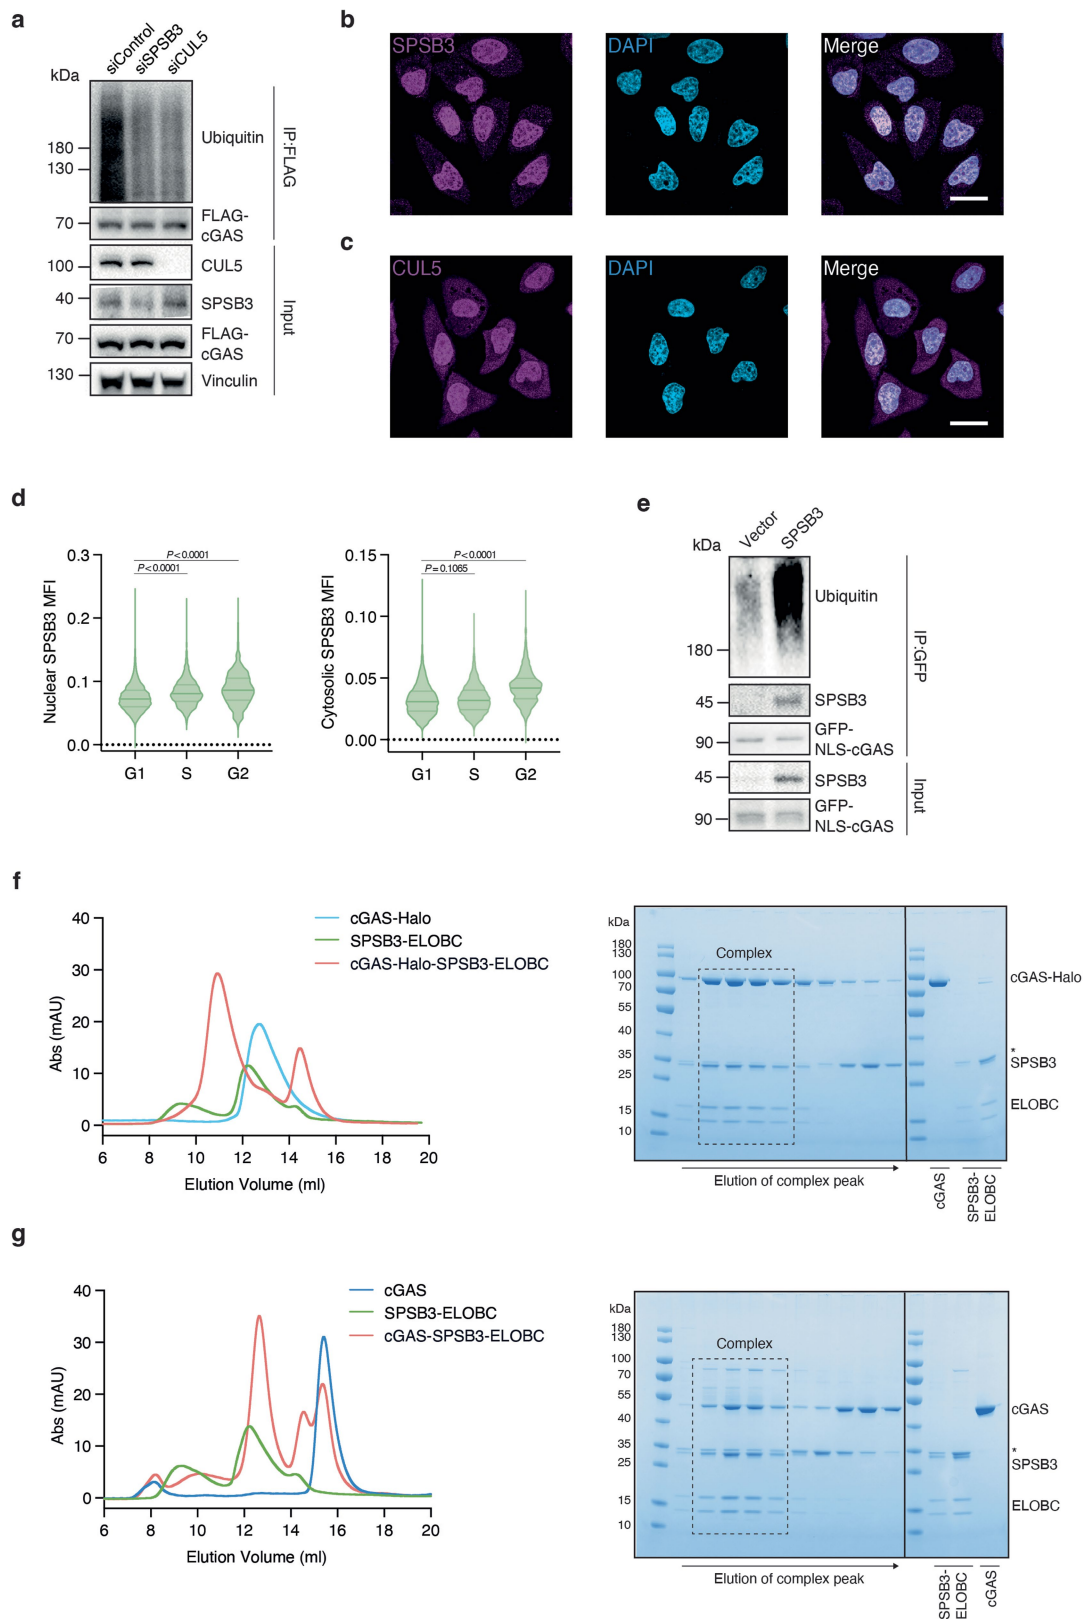 a
siControl
siSPSB3
siCUL5
kDa
180
130
Ubiquitin
70
FLAG-
cGAS
IP:FLAG
100
CUL5
40
SPSB3
70
FLAG-
cGAS
130
Vinculin
Input
b
SPSB3
DAPI
Merge
c
CUL5
DAPI
Merge
d
Nuclear SPSB3 MFI
0.3
0.2
0.1
0.0
P<0.0001
P<0.0001
G1
S
G2
Cytosolic SPSB3 MFI
0.15
0.10
0.05
0.00
P<0.0001
P=0.1065
G1
S
G2
e
Vector
SPSB3
kDa
Ubiquitin
180
45
SPSB3
90
GFP-
NLS-cGAS
IP:GFP
45
SPSB3
90
GFP-
NLS-cGAS
Input
f
Abs (mAU)
40
30
20
10
0
6 8 10 12 14 16 18 20
Elution Volume (ml)
cGAS-Halo
SPSB3-ELOBC
cGAS-Halo-SPSB3-ELOBC
kDa
180
130
100
70
55
40
35
25
15
10
Complex
cGAS-Halo
*
SPSB3
ELOBC
Elution of complex peak
cGAS
SPSB3-
ELOBC
g
Abs (mAU)
40
30
20
10
0
6 8 10 12 14 16 18 20
Elution Volume (ml)
cGAS
SPSB3-ELOBC
cGAS-SPSB3-ELOBC
kDa
180
130
100
70
55
40
35
25
15
10
Complex
cGAS
*
SPSB3
ELOBC
Elution of complex peak
SPSB3-
ELOBC
cGAS